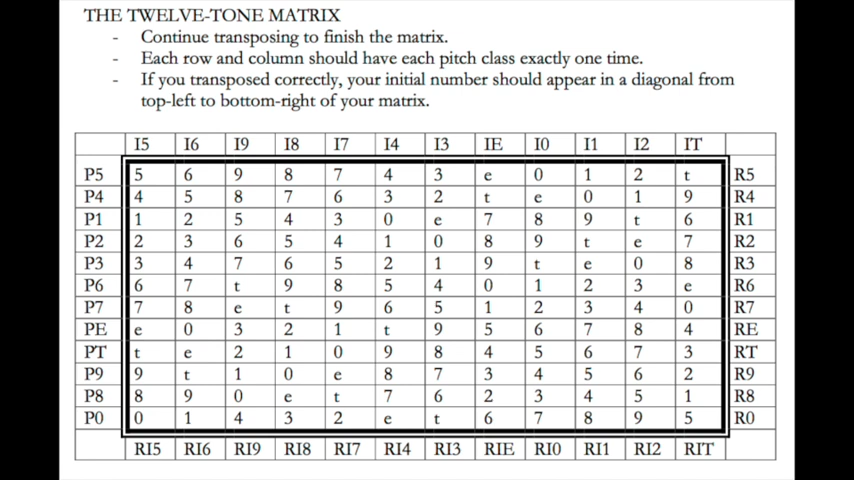 THE TWELVE-TONE MATRIX
- Continue transposing to finish the matrix.
- Each row and column should have each pitch class exactly one time.
- If you transposed correctly, your initial number should appear in a diagonal from
top-left to bottom-right of your matrix.
I5 I6 I9 I8 I7 I4 I3 IE I0 I1 I2 IT
P5 5 6 9 8 7 4 3 e 0 1 2 t R5
P4 4 5 8 7 6 3 2 t e 0 1 9 R4
P1 1 2 5 4 3 0 e 7 8 9 t 6 R1
P2 2 3 6 5 4 1 0 8 9 t e 7 R2
P3 3 4 7 6 5 2 1 9 t e 0 8 R3
P6 6 7 t 9 8 5 4 0 1 2 3 e R6
P7 7 8 e t 9 6 5 1 2 3 4 0 R7
PE e 0 3 2 1 t 9 5 6 7 8 4 RE
PT t e 2 1 0 9 8 4 5 6 7 3 RT
P9 9 t 1 0 e 8 7 3 4 5 6 2 R9
P8 8 9 0 e t 7 6 2 3 4 5 1 R8
P0 0 1 4 3 2 e t 6 7 8 9 5 R0
RI5 RI6 RI9 RI8 RI7 RI4 RI3 RIE RI0 RI1 RI2 RIT